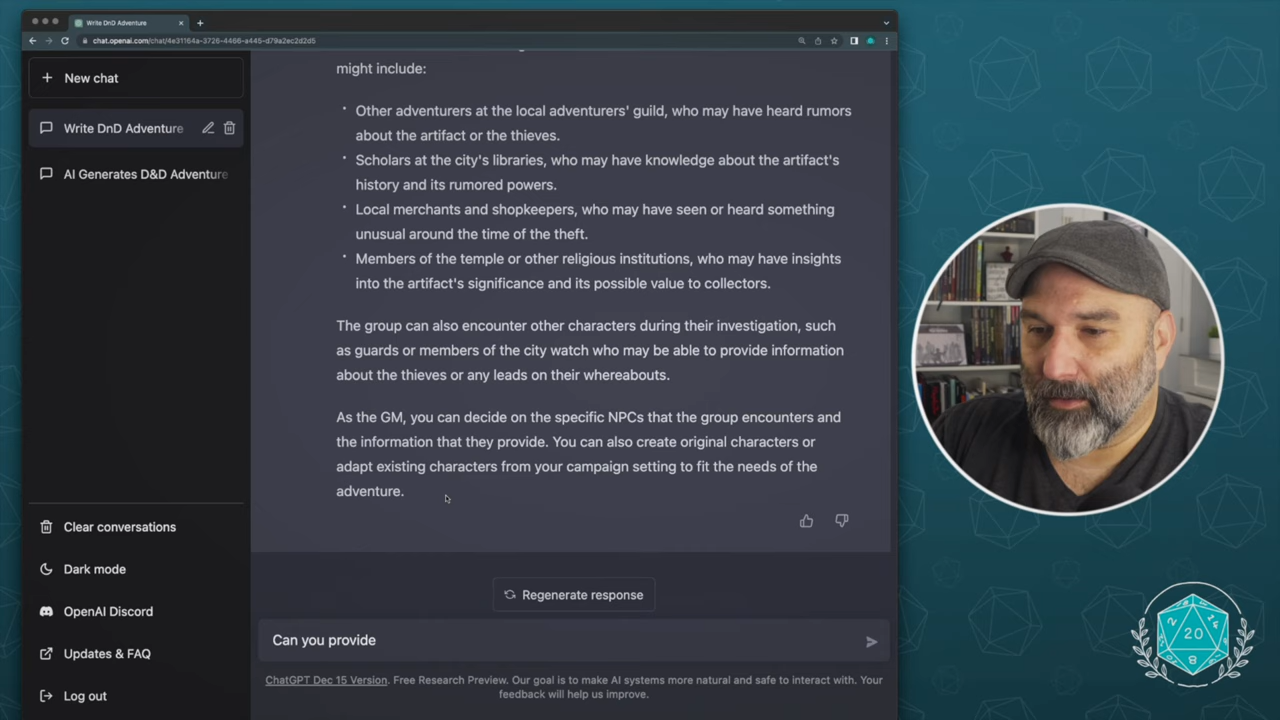 Write DnD Adventure
chat.openai.com/chat/4e31164a-3726-4466-a445-d79a2ec2d2d5
New chat
Write DnD Adventure
AI Generates D&D Adventure
Clear conversations
Dark mode
OpenAI Discord
Updates & FAQ
Log out
might include:
Other adventurers at the local adventurers' guild, who may have heard rumors
about the artifact or the thieves.
Scholars at the city's libraries, who may have knowledge about the artifact's
history and its rumored powers.
Local merchants and shopkeepers, who may have seen or heard something
unusual around the time of the theft.
Members of the temple or other religious institutions, who may have insights
into the artifact's significance and its possible value to collectors.
The group can also encounter other characters during their investigation, such
as guards or members of the city watch who may be able to provide information
about the thieves or any leads on their whereabouts.
As the GM, you can decide on the specific NPCs that the group encounters and
the information that they provide. You can also create original characters or
adapt existing characters from your campaign setting to fit the needs of the
adventure.
Regenerate response
Can you provide
ChatGPT Dec 15 Version. Free Research Preview. Our goal is to make AI systems more natural and safe to interact with. Your
feedback will help us improve.
2
14
20
8